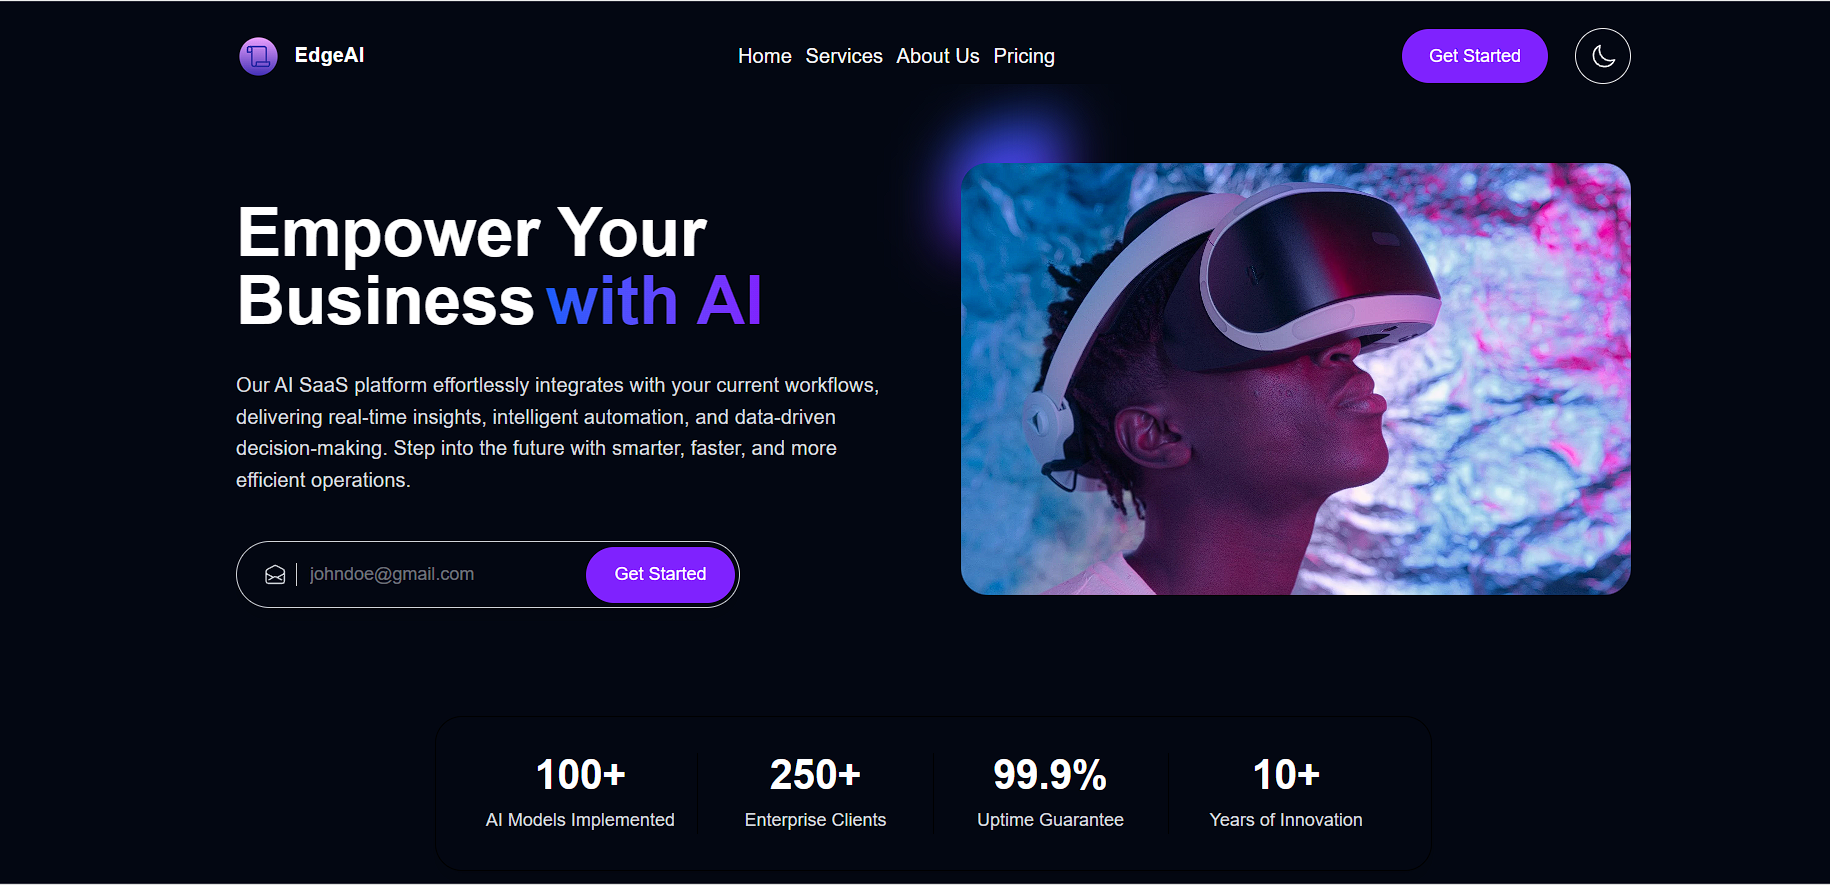 EdgeAI
Home Services About Us Pricing
Get Started
Empower Your
Business with AI
Our AI SaaS platform effortlessly integrates with your current workflows,
delivering real-time insights, intelligent automation, and data-driven
decision-making. Step into the future with smarter, faster, and more
efficient operations.
johndoe@gmail.com
Get Started
100+
AI Models Implemented
250+
Enterprise Clients
99.9%
Uptime Guarantee
10+
Years of Innovation